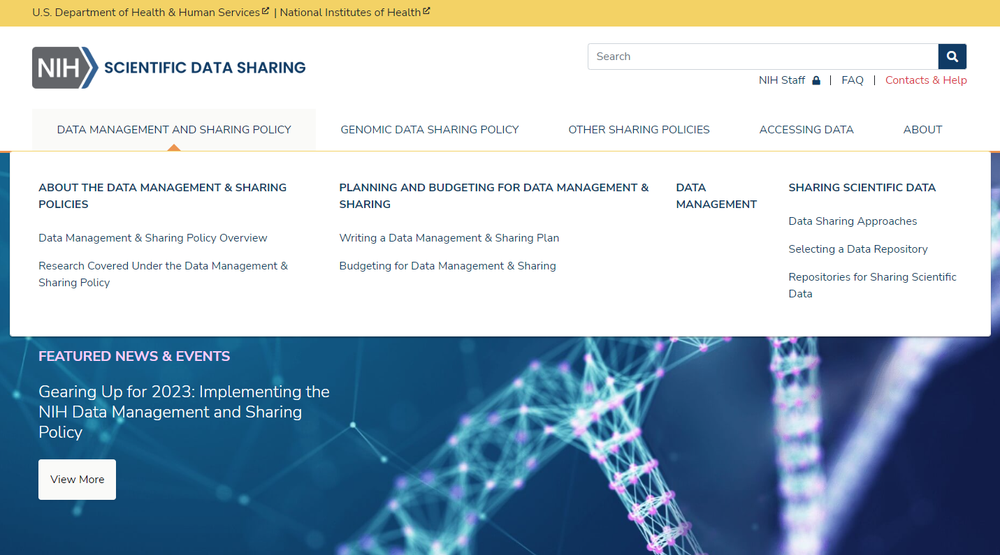 U.S. Department of Health & Human Services | National Institutes of Health
NIH SCIENTIFIC DATA SHARING
Search
NIH Staff | FAQ | Contacts & Help
DATA MANAGEMENT AND SHARING POLICY
GENOMIC DATA SHARING POLICY
OTHER SHARING POLICIES
ACCESSING DATA
ABOUT
ABOUT THE DATA MANAGEMENT & SHARING
POLICIES
Data Management & Sharing Policy Overview
Research Covered Under the Data Management &
Sharing Policy
PLANNING AND BUDGETING FOR DATA MANAGEMENT &
SHARING
Writing a Data Management & Sharing Plan
Budgeting for Data Management & Sharing
DATA
MANAGEMENT
SHARING SCIENTIFIC DATA
Data Sharing Approaches
Selecting a Data Repository
Repositories for Sharing Scientific
Data
FEATURED NEWS & EVENTS
Gearing Up for 2023: Implementing the
NIH Data Management and Sharing
Policy
View More